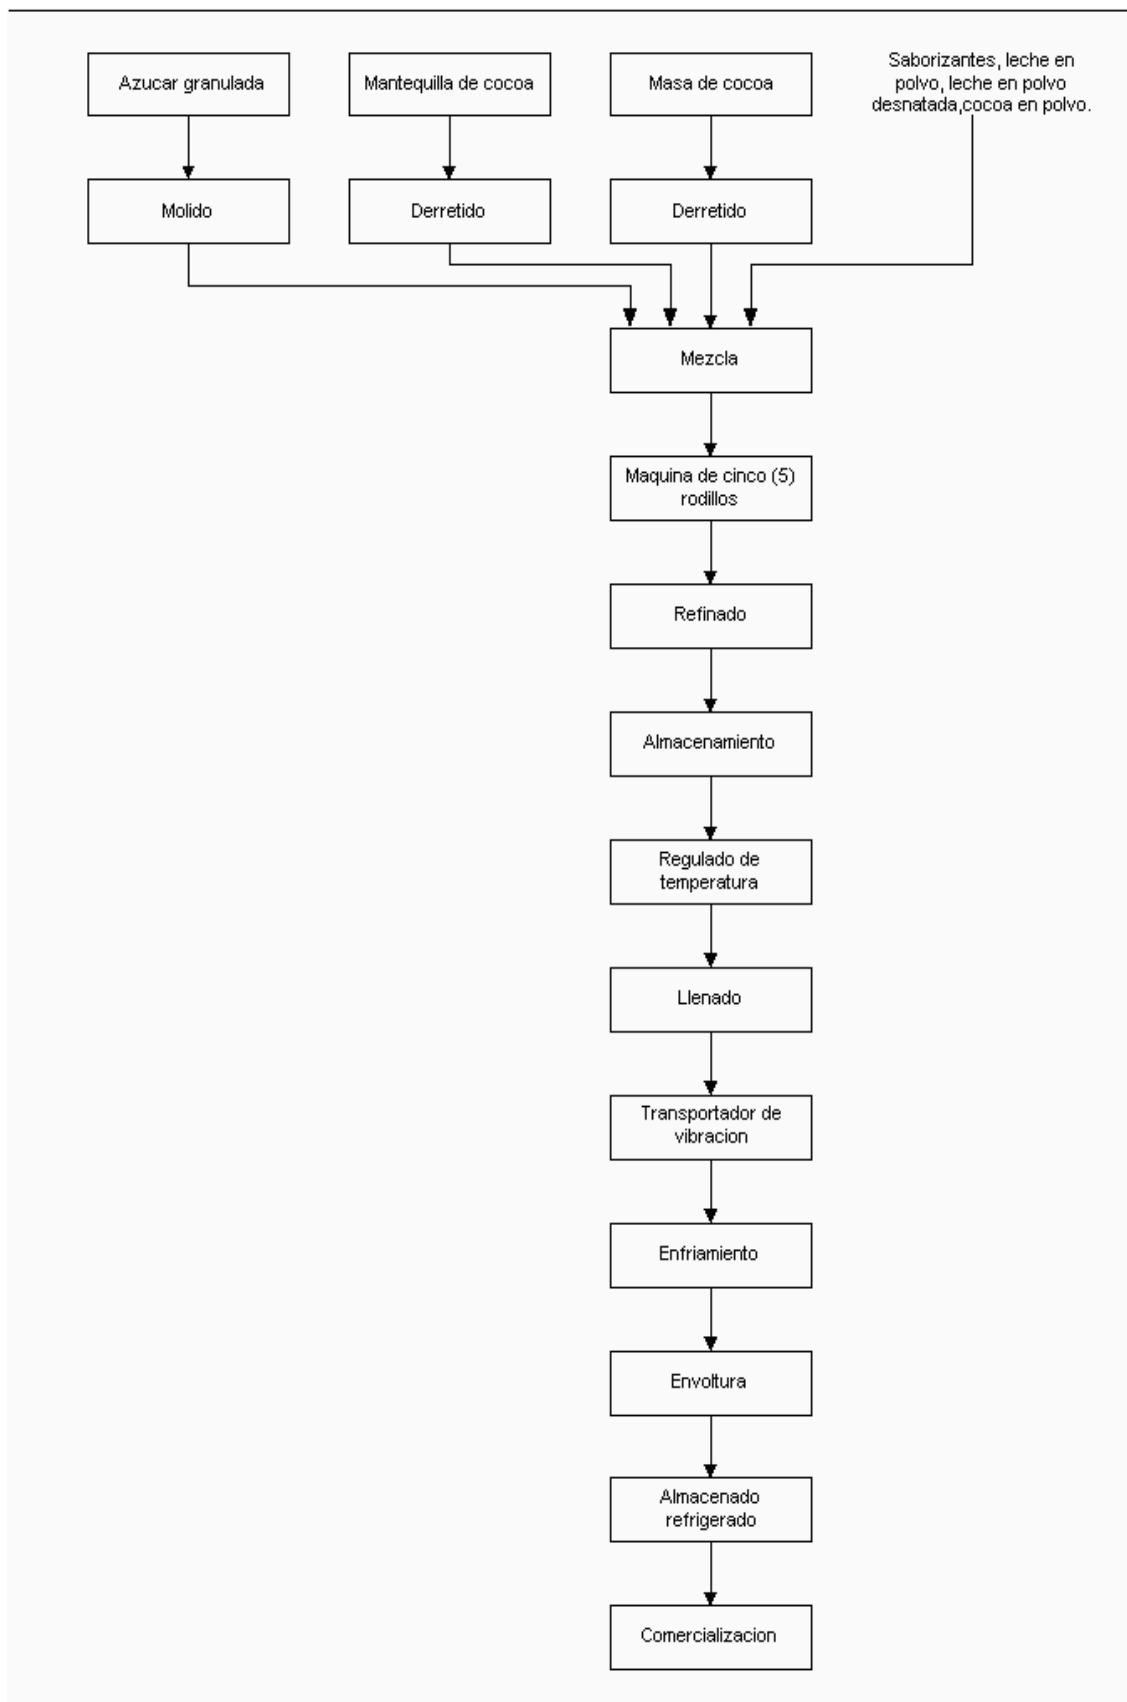 Azucar granulada
Mantequilla de cocoa
Masa de cocoa
Saborizantes, leche en
polvo, leche en polvo
desnatada,cocoa en polvo.
Molido
Derretido
Derretido
Mezcla
Maquina de cinco (5)
rodillos
Refinado
Almacenamiento
Regulado de
temperatura
Llenado
Transportador de
vibracion
Enfriamiento
Envoltura
Almacenado
refrigerado
Comercializacion